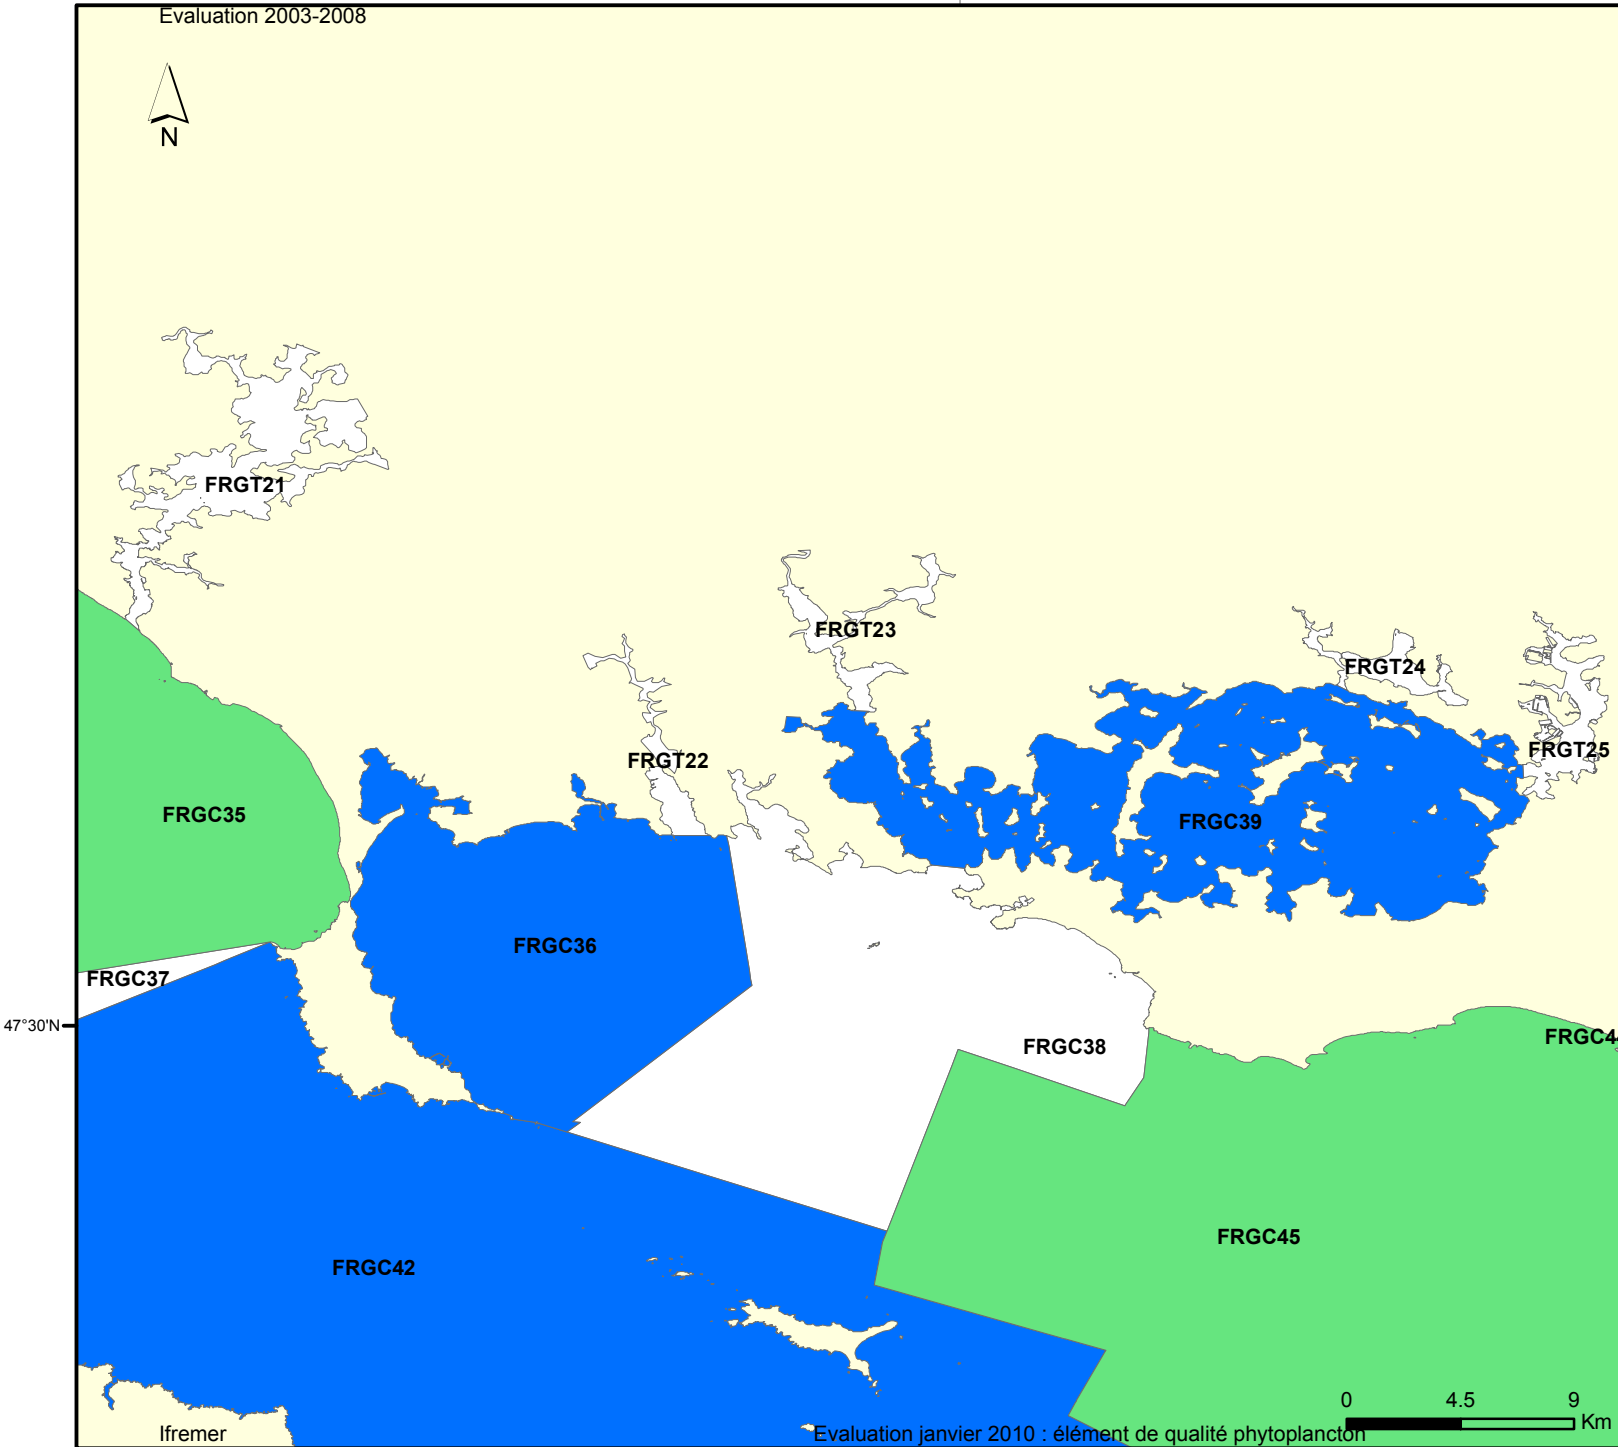 Evaluation 2003-2008
N
FRGT21
FRGT23
FRGT24
FRGT25
FRGT22
FRGC35
FRGC39
FRGC36
FRGC37
47°30'N
FRGC38
FRGC4
FRGC45
FRGC42
0 4.5 9
Km
Ifremer
Evaluation janvier 2010 : élément de qualité phytoplancton